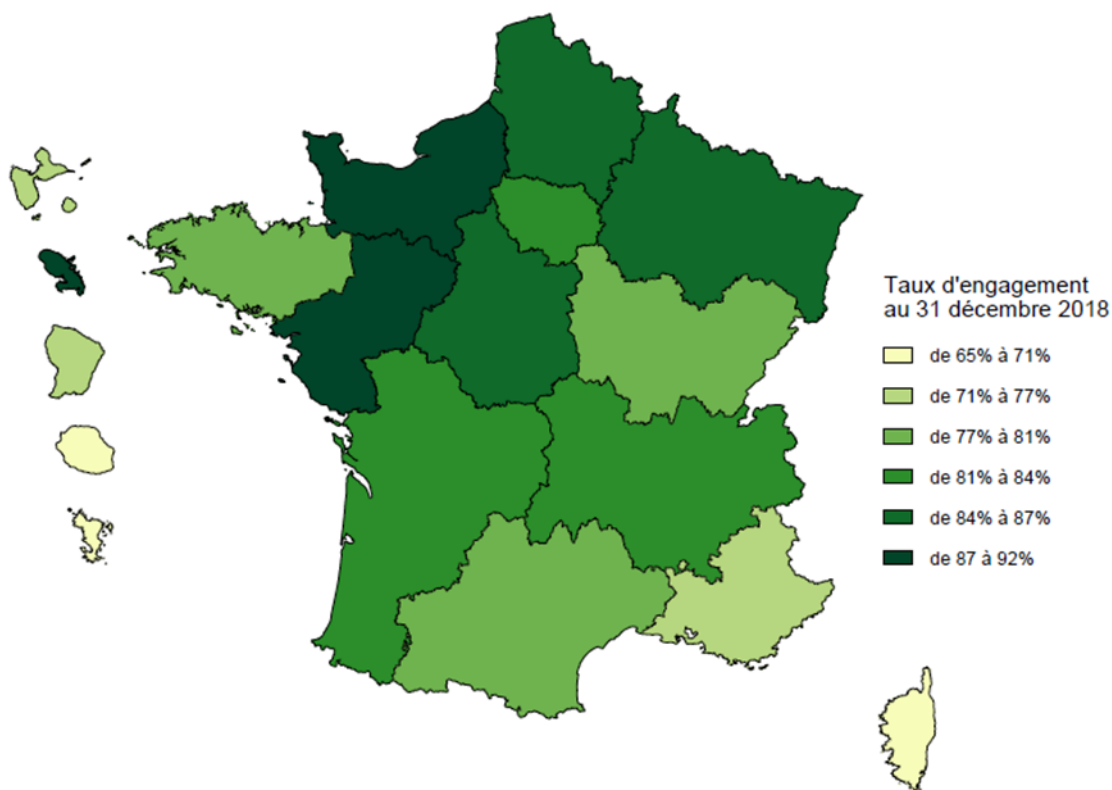 Taux d'engagement
au 31 décembre 2018
de 65% à 71%
de 71% à 77%
de 77% à 81%
de 81% à 84%
de 84% à 87%
de 87 à 92%